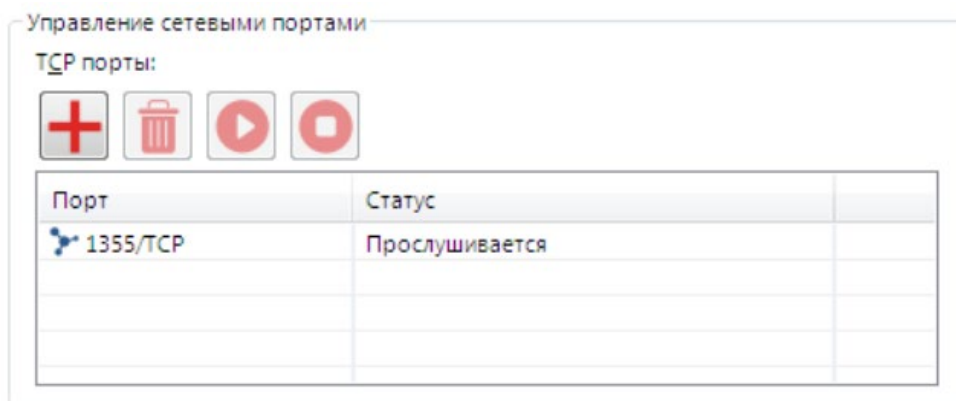 Управление сетевыми портами
TCP порты:
Порт Статус
1355/TCP Прослушивается